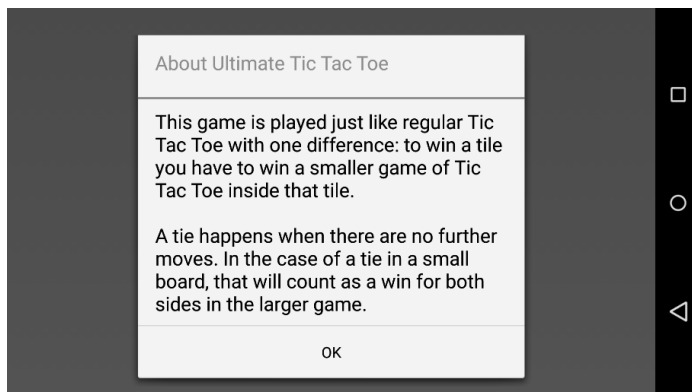 About Ultimate Tic Tac Toe
This game is played just like regular Tic
Tac Toe with one difference: to win a tile
you have to win a smaller game of Tic
Tac Toe inside that tile.
A tie happens when there are no further
moves. In the case of a tie in a small
board, that will count as a win for both
sides in the larger game.
OK